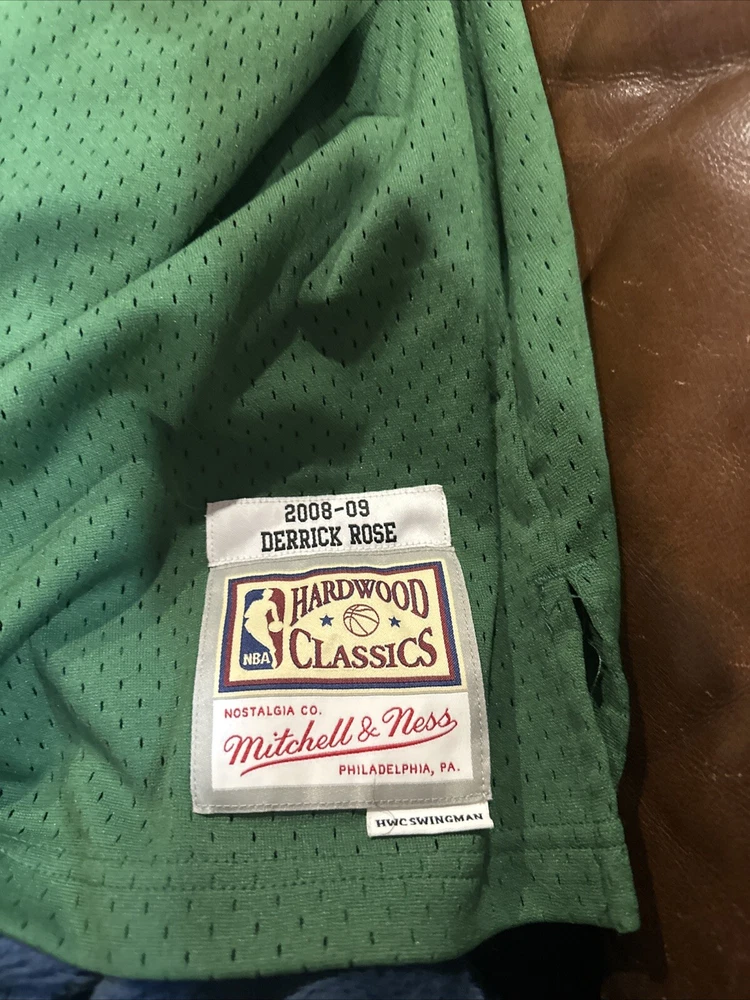 2008-09
DERRICK ROSE
HARDWOOD
CLASSICS
NBA
NOSTALGIA CO.
Mitchell & Ness
PHILADELPHIA, PA.
HWC SWINGMAN